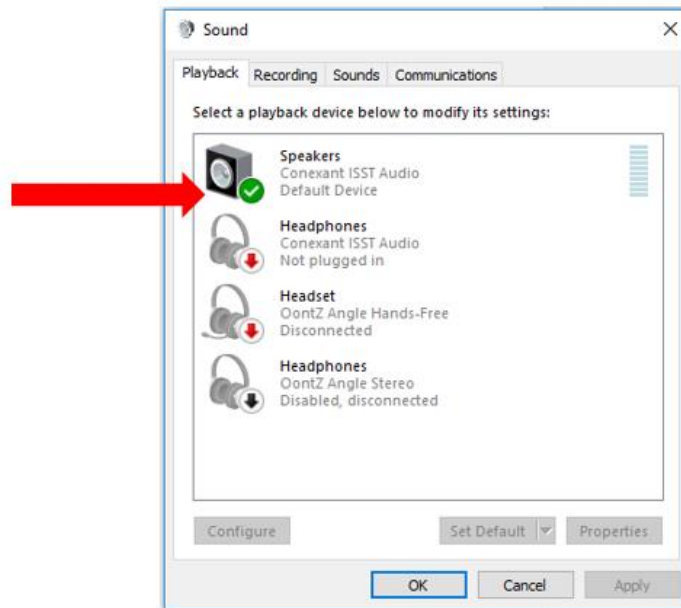 Sound
Playback Recording Sounds Communications
Select a playback device below to modify its settings:
Speakers
Conexant ISST Audio
Default Device
Headphones
Conexant ISST Audio
Not plugged in
Headset
OontZ Angle Hands-Free
Disconnected
Headphones
OontZ Angle Stereo
Disabled, disconnected
Configure Set Default Properties
OK Cancel Apply